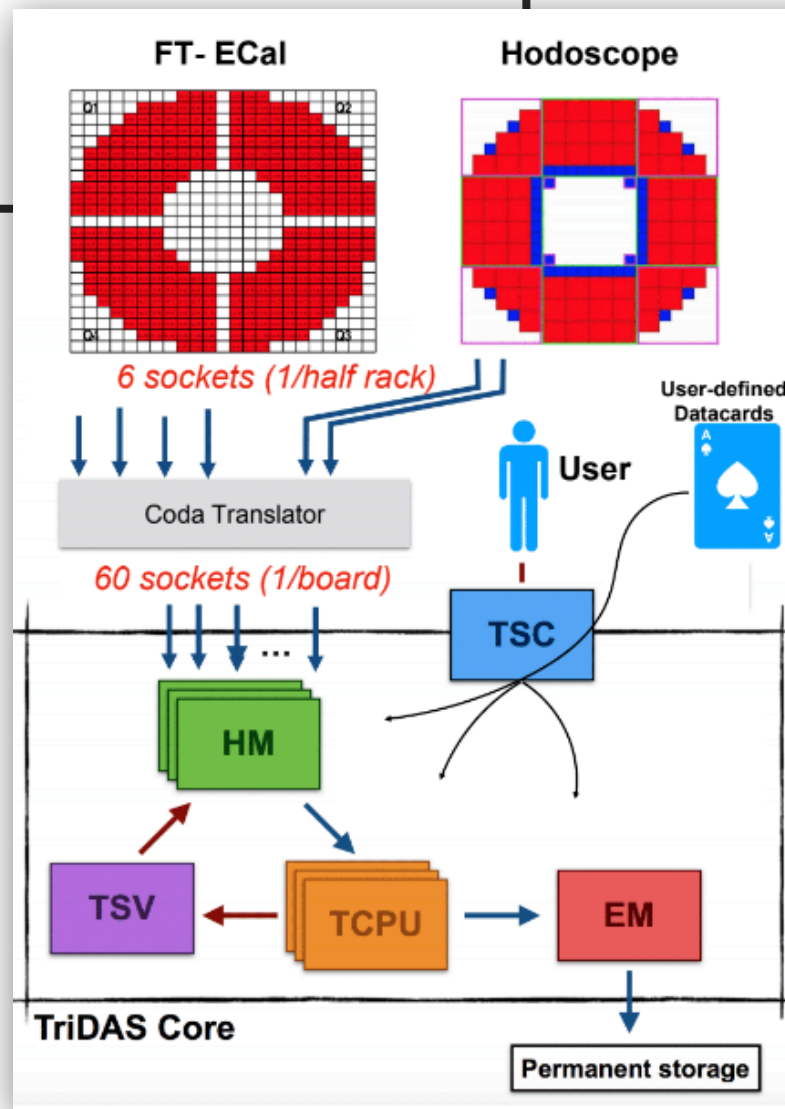 FT- ECal
Hodoscope
Q1
Q2
Q4
Q3
6 sockets (1/half rack)
User-defined
Datacards
A
User
A
Coda Translator
60 sockets (1/board)
TSC
...
HM
TSV
TCPU
EM
TriDAS Core
Permanent storage